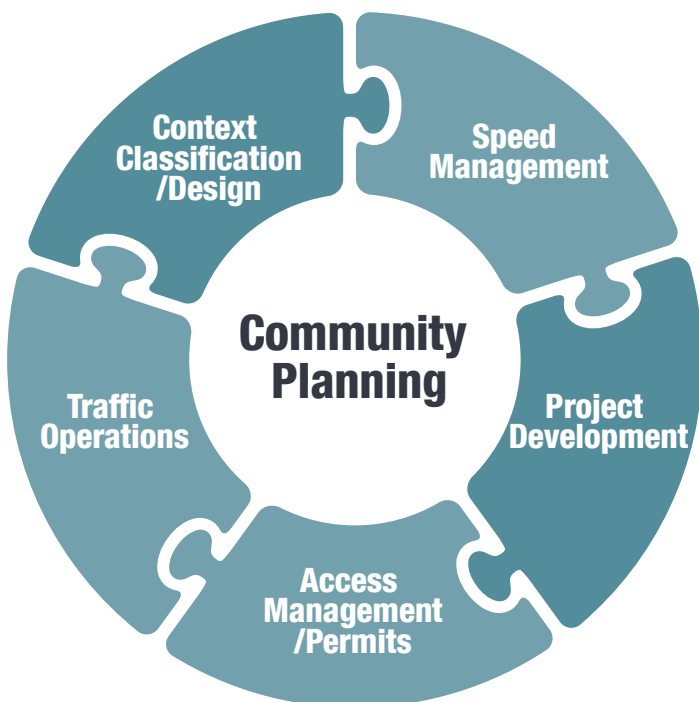 Context
Classification
/Design
Speed
Management
Community
Planning
Traffic
Operations
Project
Development
Access
Management
/Permits